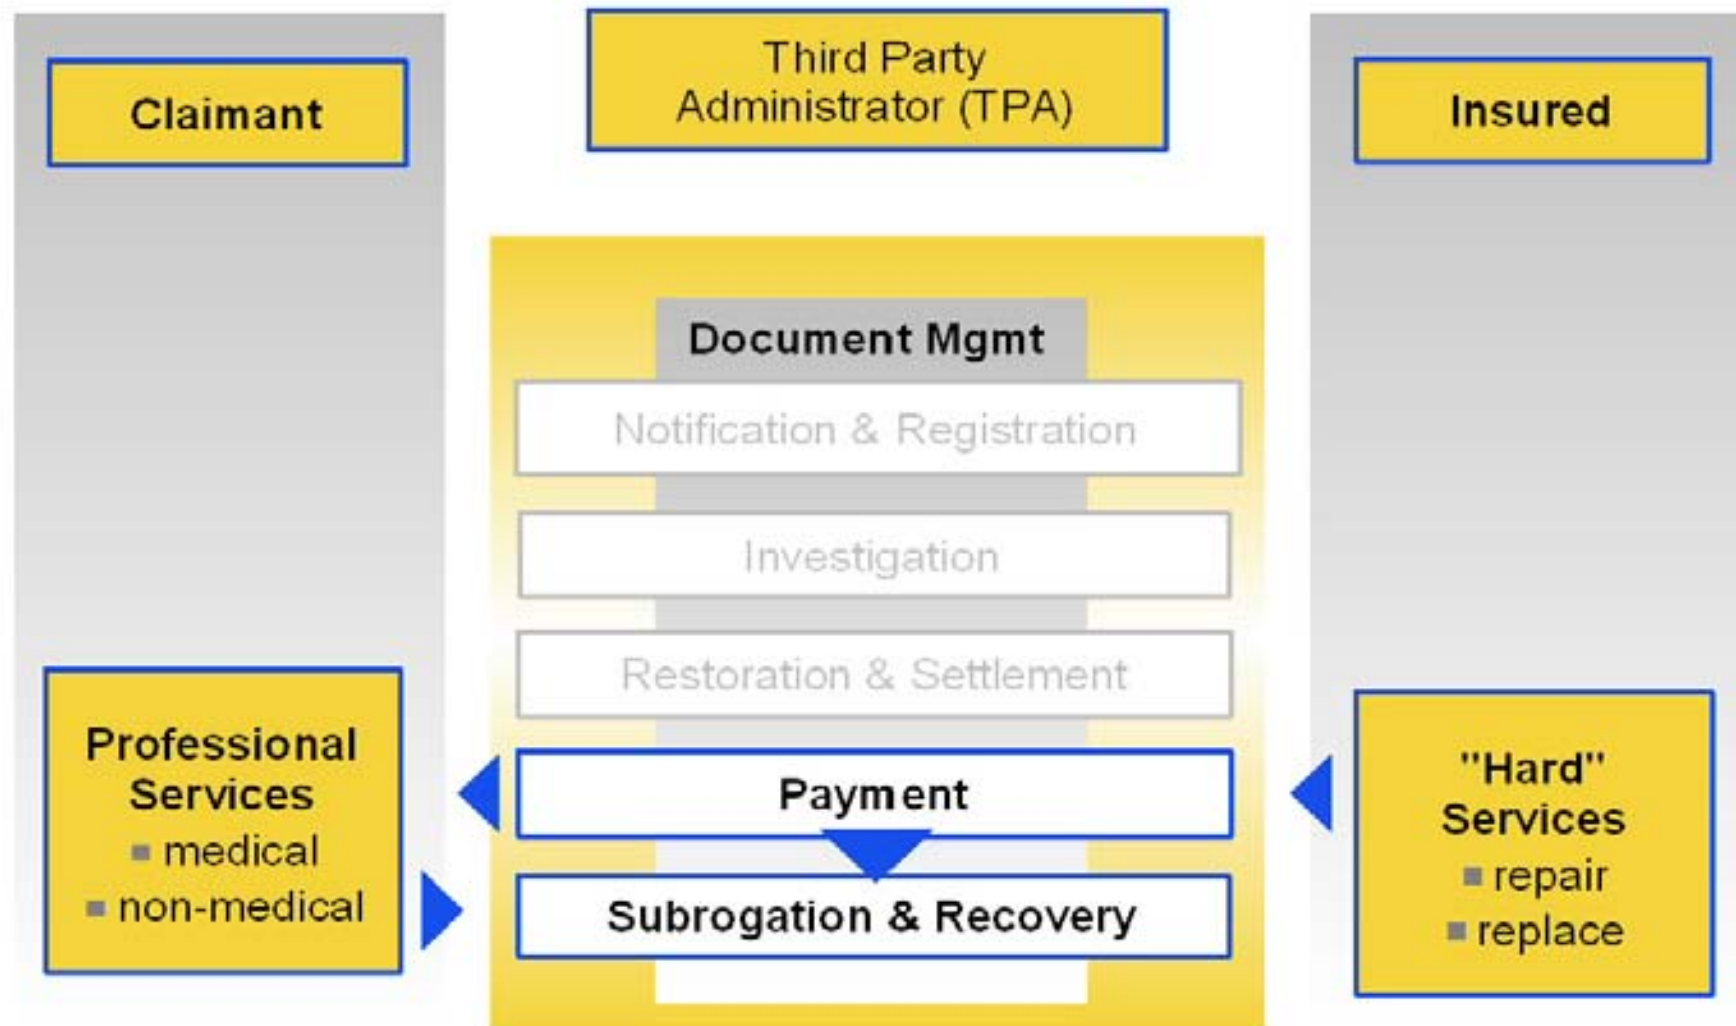 Claimant
Third Party
Administrator (TPA)
Insured
Document Mgmt
Notification & Registration
Investigation
Restoration & Settlement
Professional
Services
medical
non-medical
Payment
Subrogation & Recovery
"Hard"
Services
repair
replace